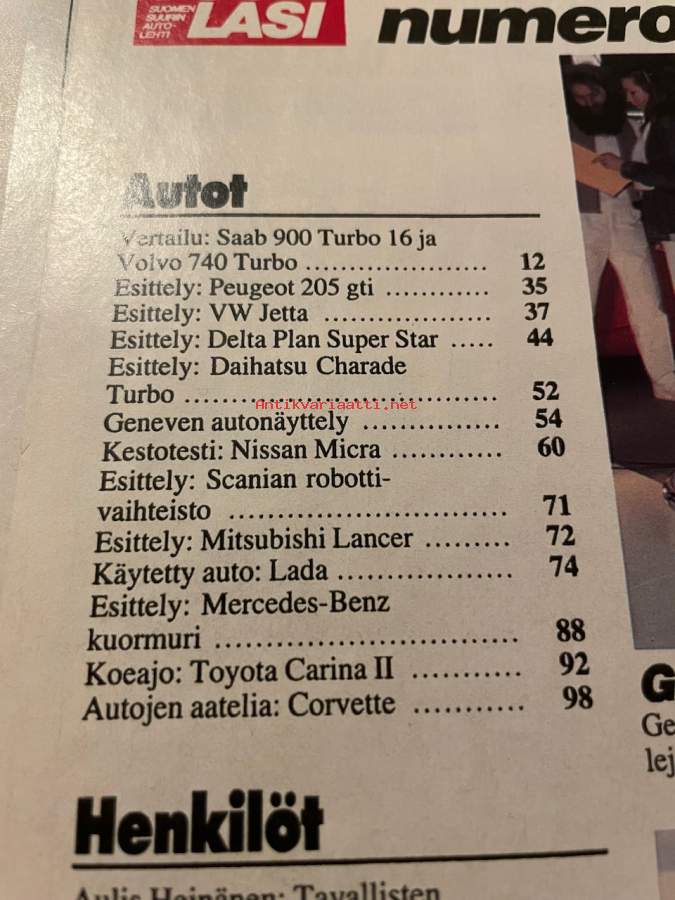 SUOMEN
SUURIN
AUTO-
LEHTI
LASI
numero
Autot
Vertailu: Saab 900 Turbo 16 ja
Volvo 740 Turbo ...................... 12
Esittely: Peugeot 205 gti ............ 35
Esittely: VW Jetta .................... 37
Esittely: Delta Plan Super Star ..... 44
Esittely: Daihatsu Charade
Turbo .................................... 52
Antikvariaatti.net
Geneven autonäyttely ................ 54
Kestotesti: Nissan Micra ............. 60
Esittely: Scanian robotti-
vaihteisto ............................... 71
Esittely: Mitsubishi Lancer ......... 72
Käytetty auto: Lada ................... 74
Esittely: Mercedes-Benz
kuormuri ................................. 88
Koeajo: Toyota Carina II ........... 92
Autojen aatelia: Corvette ........... 98
G
Ge
lej
Henkilöt
Aulis Heinänen: Tavallisten